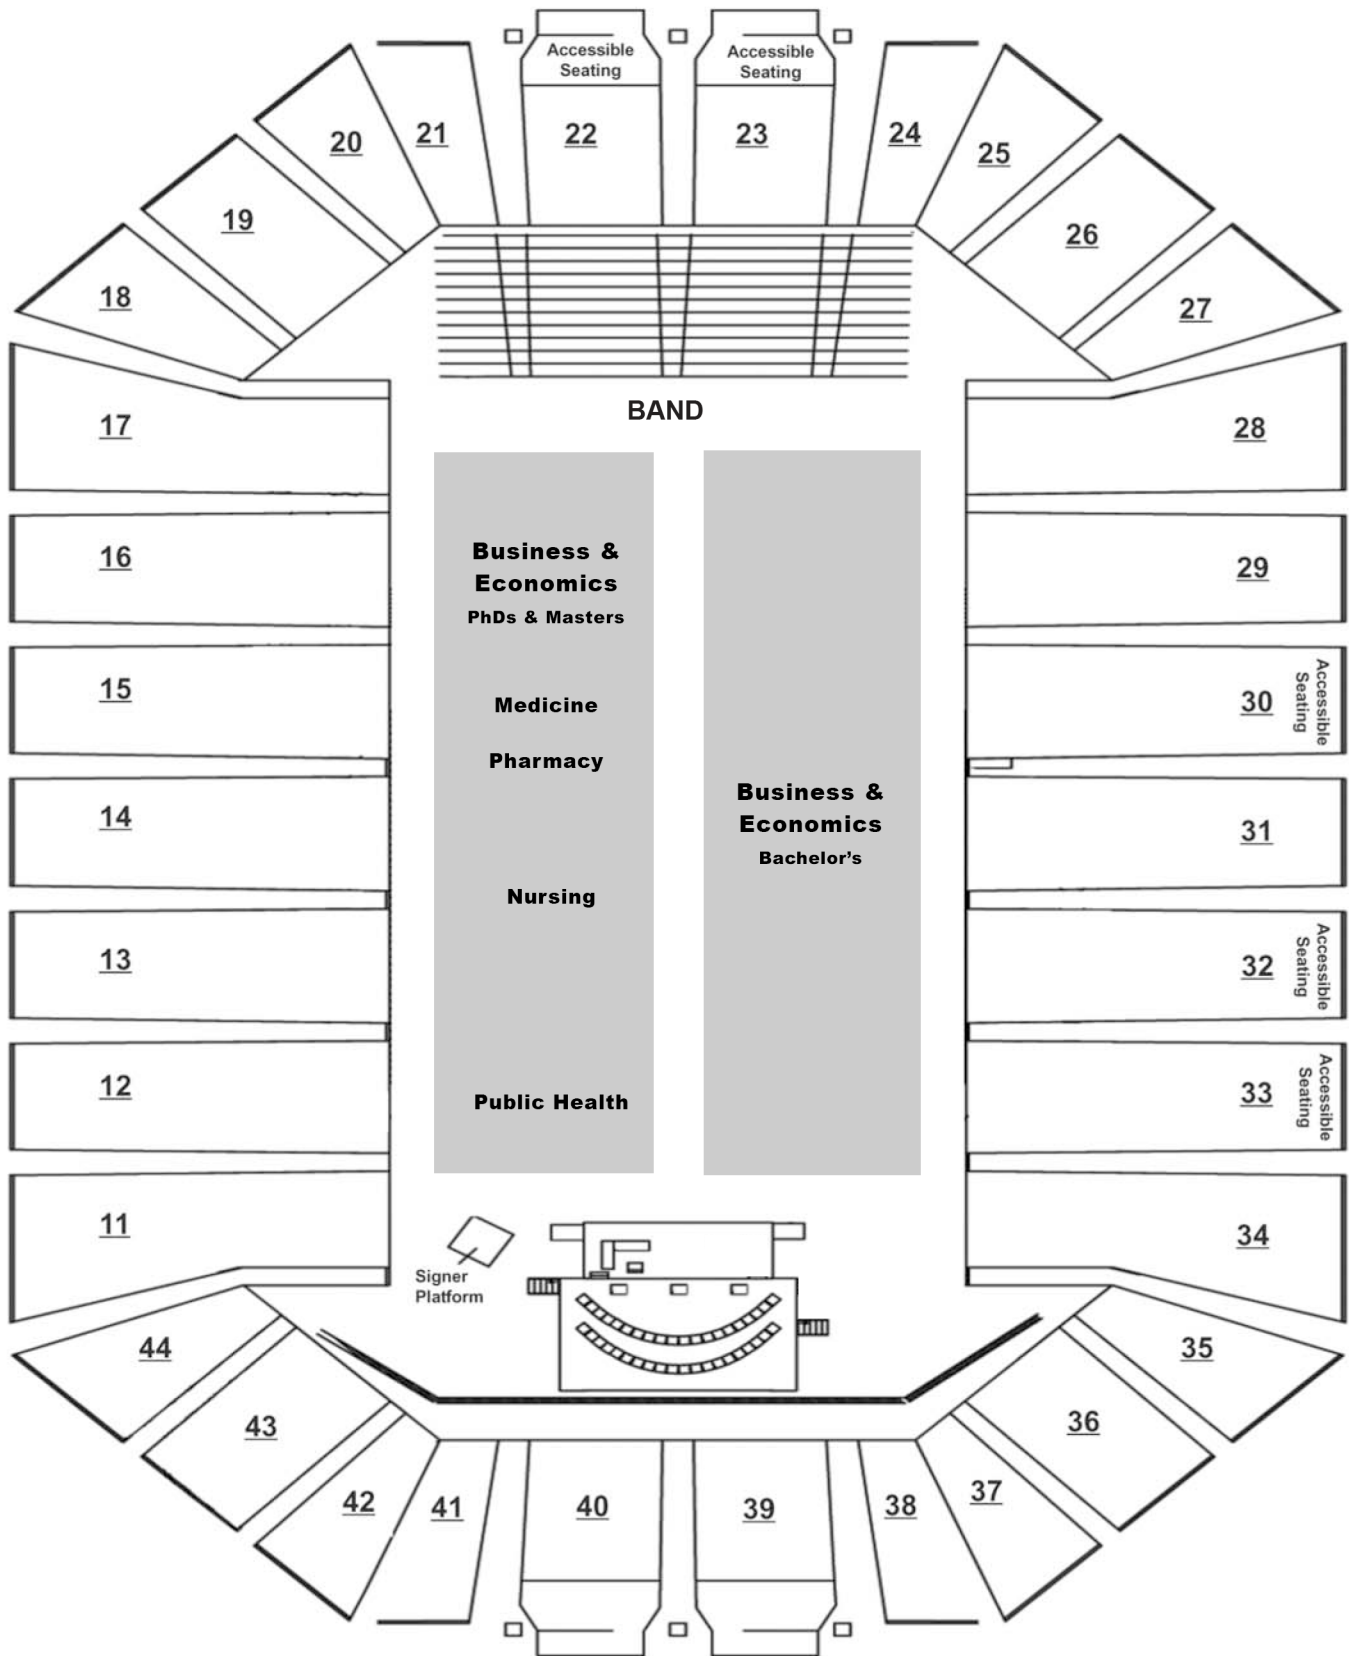 Accessible
Seating
Accessible
Seating
20
21
22
23
24
25
19
26
18
27
BAND
17
28
16
Business &
Economics
PhDs & Masters
29
15
Medicine
30
Accessible
Seating
Pharmacy
14
Business &
Economics
Bachelor's
31
Nursing
13
32
Accessible
Seating
12
Public Health
33
Accessible
Seating
11
34
Signer
Platform
44
35
43
36
42
41
40
39
38
37